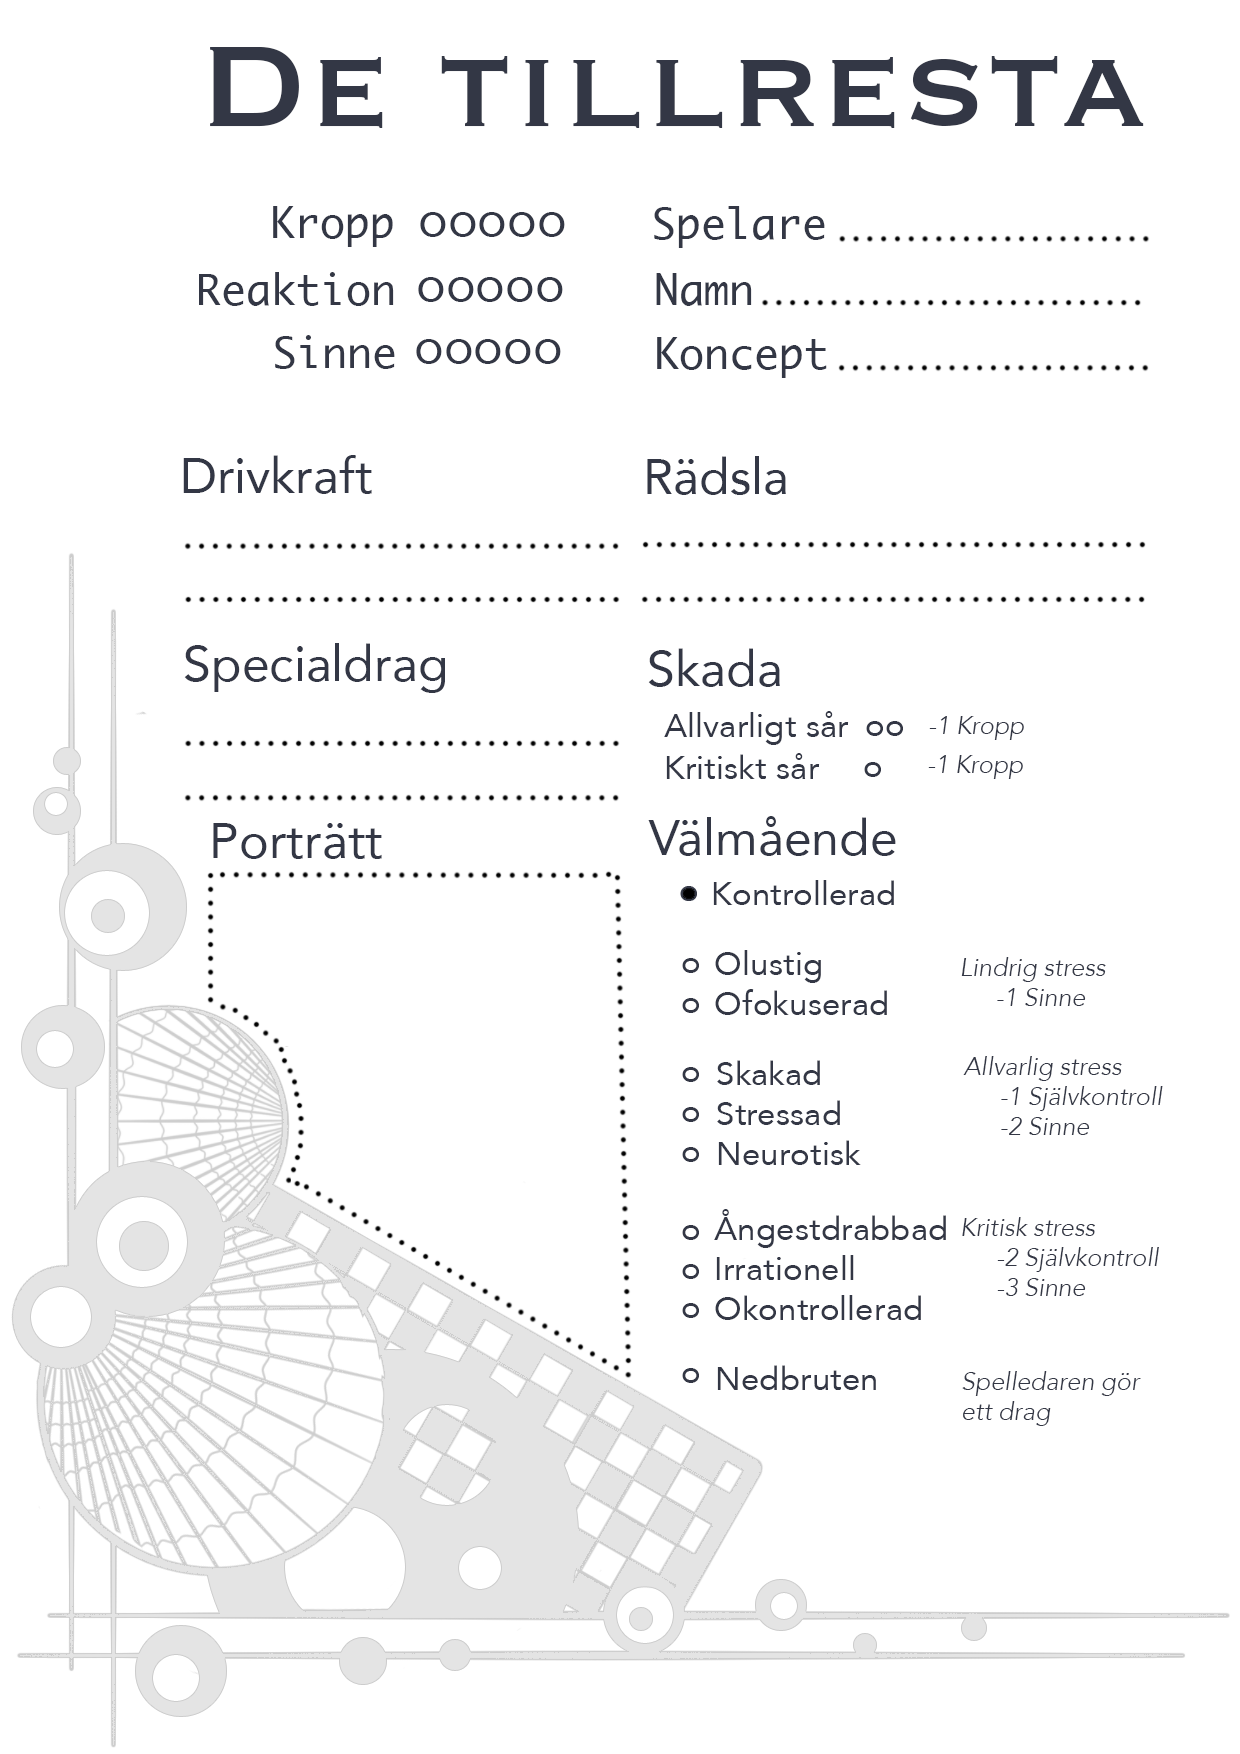 DE TILLRESTA
Kropp ooooo
Reaktion ooooo
Sinne ooooo
Spelare
Namn
Koncept
Drivkraft
Rädsla
Specialdrag
Skada
Allvarligt sår oo -1 Kropp
Kritiskt sår o -1 Kropp
Porträtt
Välmående
Kontrollerad
Olustig
Ofokuserad
Lindrig stress
-1 Sinne
Skakad
Stressad
Neurotisk
Allvarlig stress
-1 Självkontroll
-2 Sinne
Ångestdrabbad
Irrationell
Okontrollerad
Kritisk stress
-2 Självkontroll
-3 Sinne
Nedbruten
Spelledaren gör
ett drag